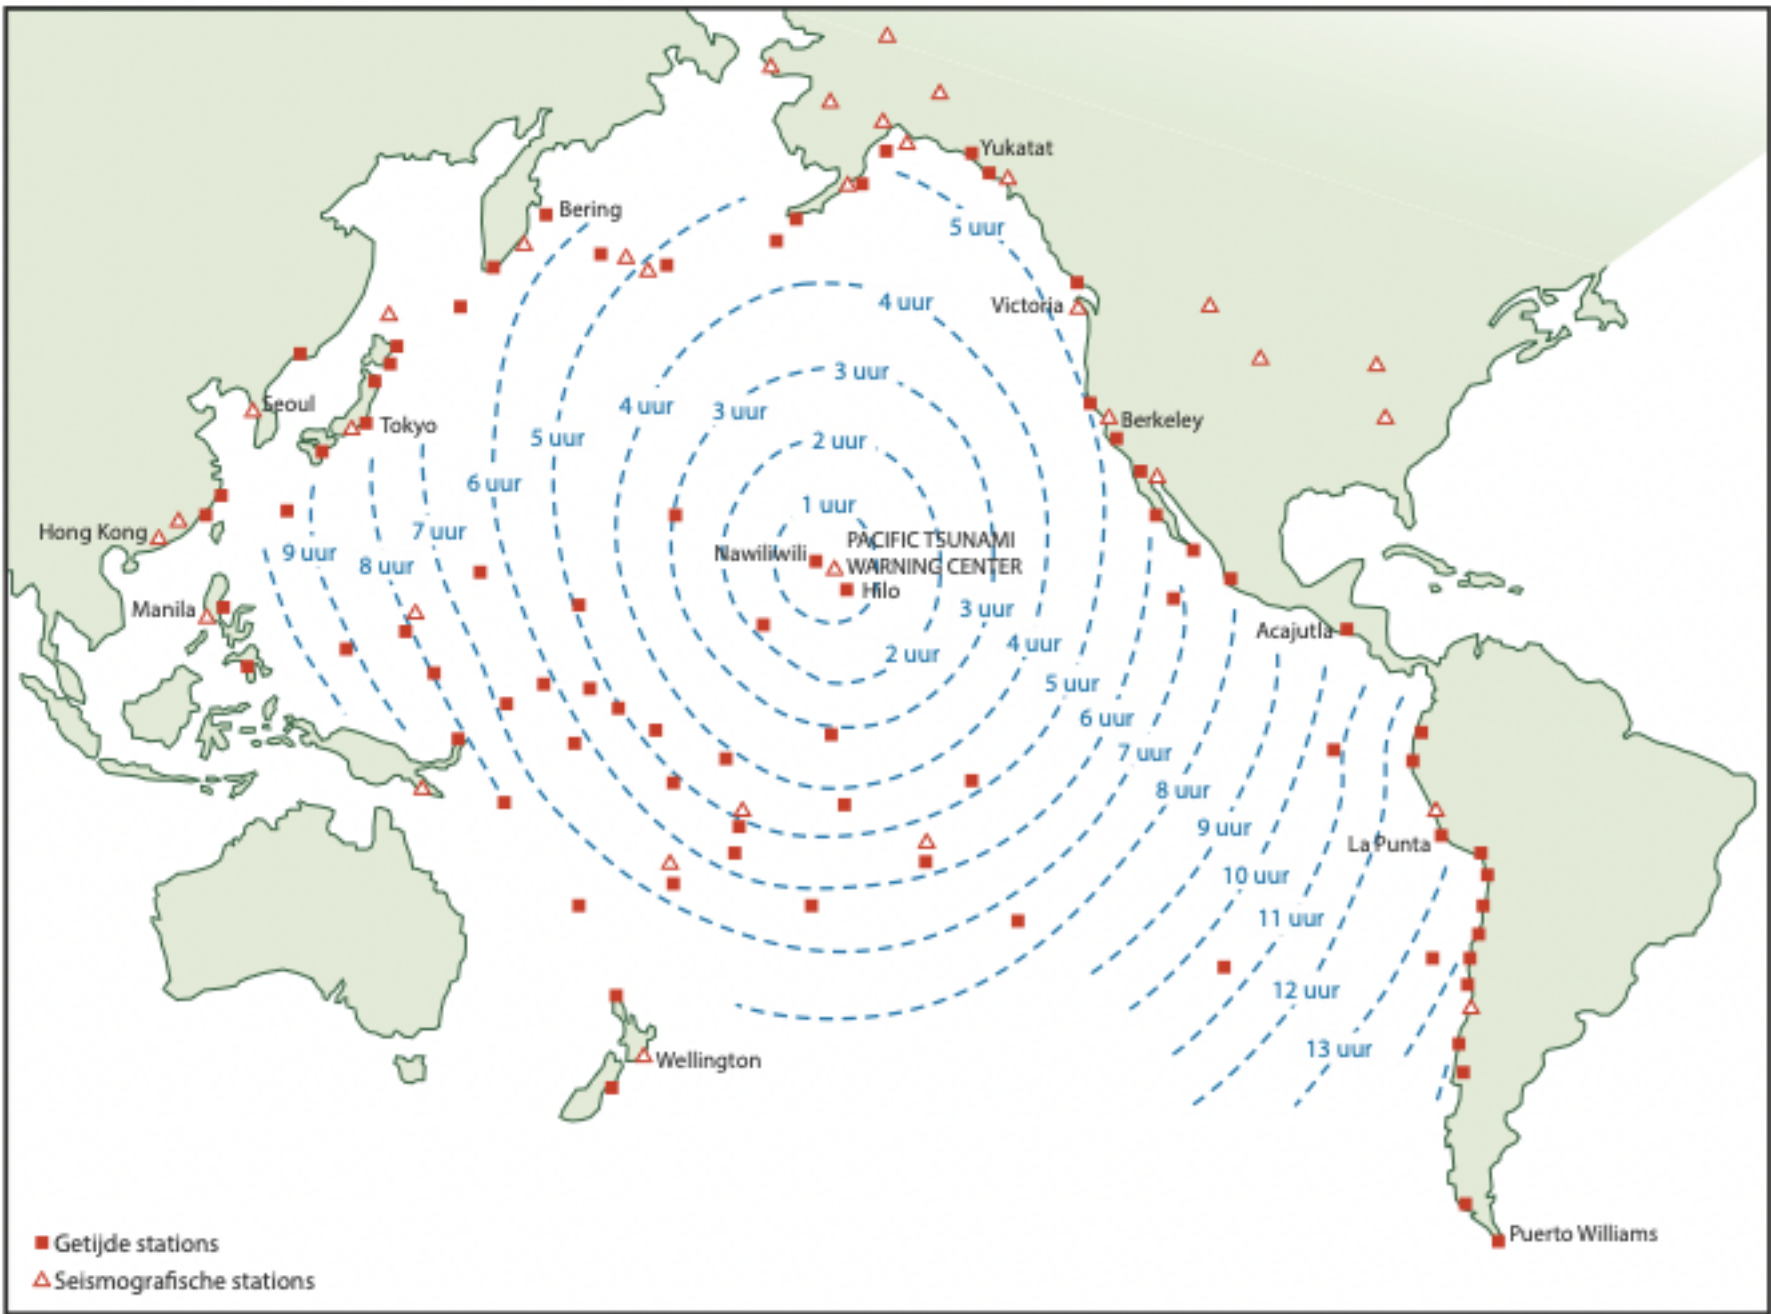 Yukatat
Bering
5 uur
4 uur
Victoria
3 uur
4 uur
3 uur
Seoul
Tokyo
Berkeley
5 uur
2 uur
6 uur
1 uur
Hong Kong
7 uur
PACIFIC TSUNAMI
Nawiliwili
9 uur
8 uur
WARNING CENTER
Hilo
Manila
3 uur
Acajutla
4 uur
2 uur
5 uur
6 uur
7 uur
8 uur
9 uur
La Punta
10 uur
11 uur
12 uur
13 uur
Wellington
Puerto Williams
Getijde stations
Seismografische stations